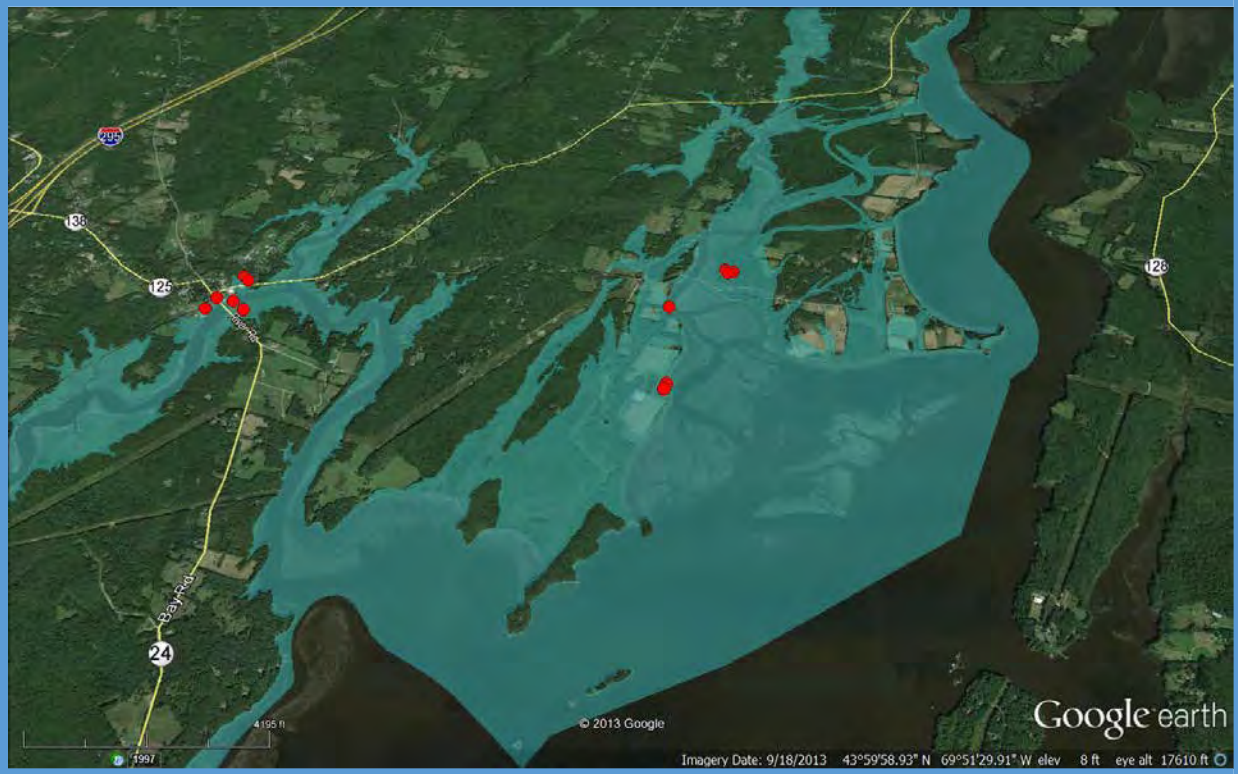 295
138
125
128
Bay Rd
24
4195 ft
© 2013 Google
Google earth
1997
Imagery Date: 9/18/2013 43°59'58.93" N 69°51'29.91" W elev 8 ft eye alt 17610 ft